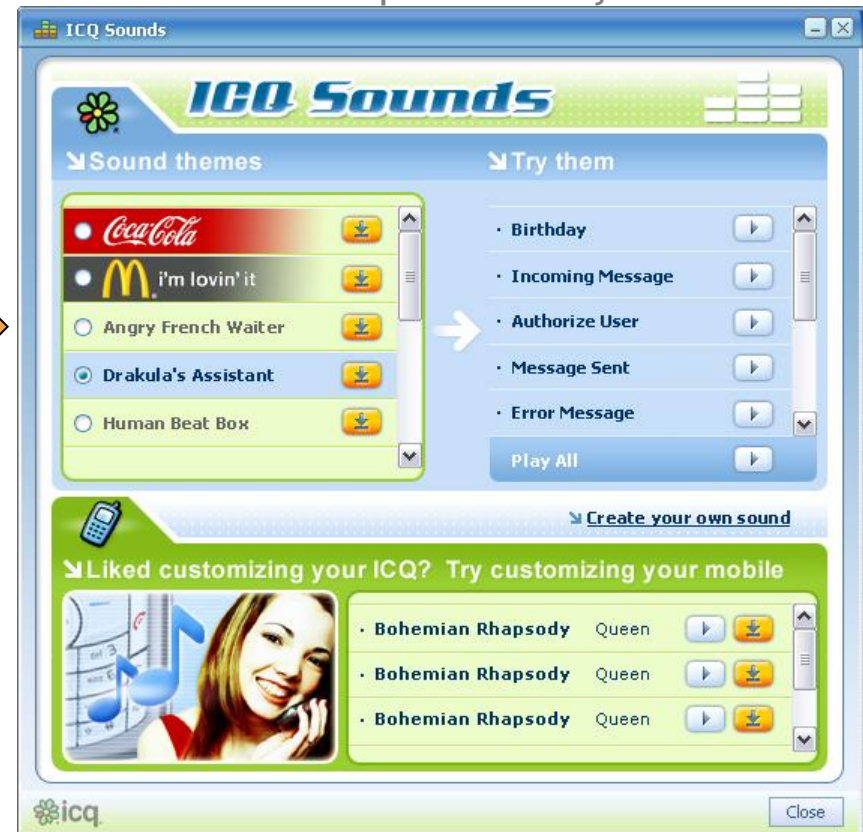 ICQ Sounds
ICQ Sounds
Sound themes
Try them
Coca-Cola
i'm lovin' it
Angry French Waiter
Drakula's Assistant
Human Beat Box
· Birthday
· Incoming Message
· Authorize User
· Message Sent
· Error Message
Play All
Create your own sound
Liked customizing your ICQ? Try customizing your mobile
· Bohemian Rhapsody Queen
· Bohemian Rhapsody Queen
· Bohemian Rhapsody Queen
icq
Close